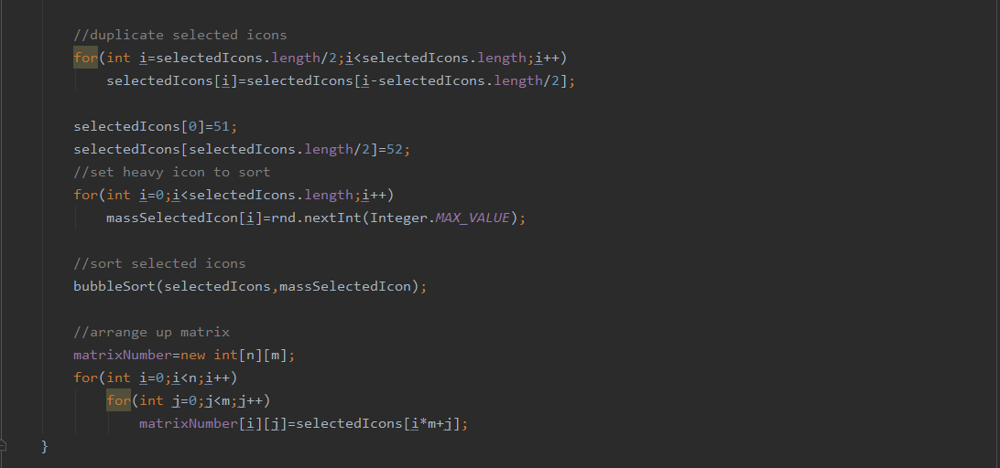 //duplicate selected icons
for(int i=selectedIcons.length/2;i<selectedIcons.length;i++)
selectedIcons[i]=selectedIcons[i-selectedIcons.length/2];
selectedIcons[0]=51;
selectedIcons[selectedIcons.length/2]=52;
//set heavy icon to sort
for(int i=0;i<selectedIcons.length;i++)
massSelectedIcon[i]=rnd.nextInt(Integer.MAX_VALUE);
//sort selected icons
bubbleSort(selectedIcons,massSelectedIcon);
//arrange up matrix
matrixNumber=new int[n][m];
for(int i=0;i<n;i++)
for(int j=0;j<m;j++)
matrixNumber[i][j]=selectedIcons[i*m+j];
}